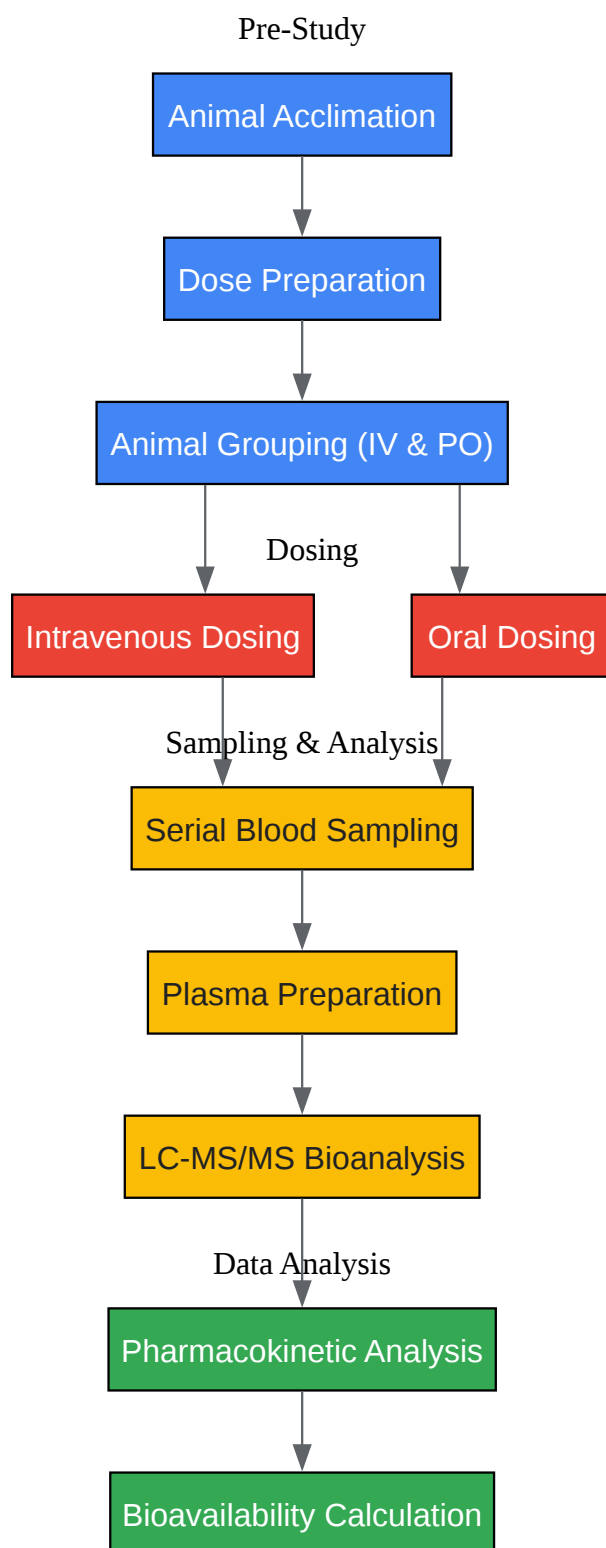 Pre-Study
Animal Acclimation
Dose Preparation
Animal Grouping (IV & PO)
Dosing
Intravenous Dosing
Oral Dosing
Sampling & Analysis
Serial Blood Sampling
Plasma Preparation
LC-MS/MS Bioanalysis
Data Analysis
Pharmacokinetic Analysis
Bioavailability Calculation